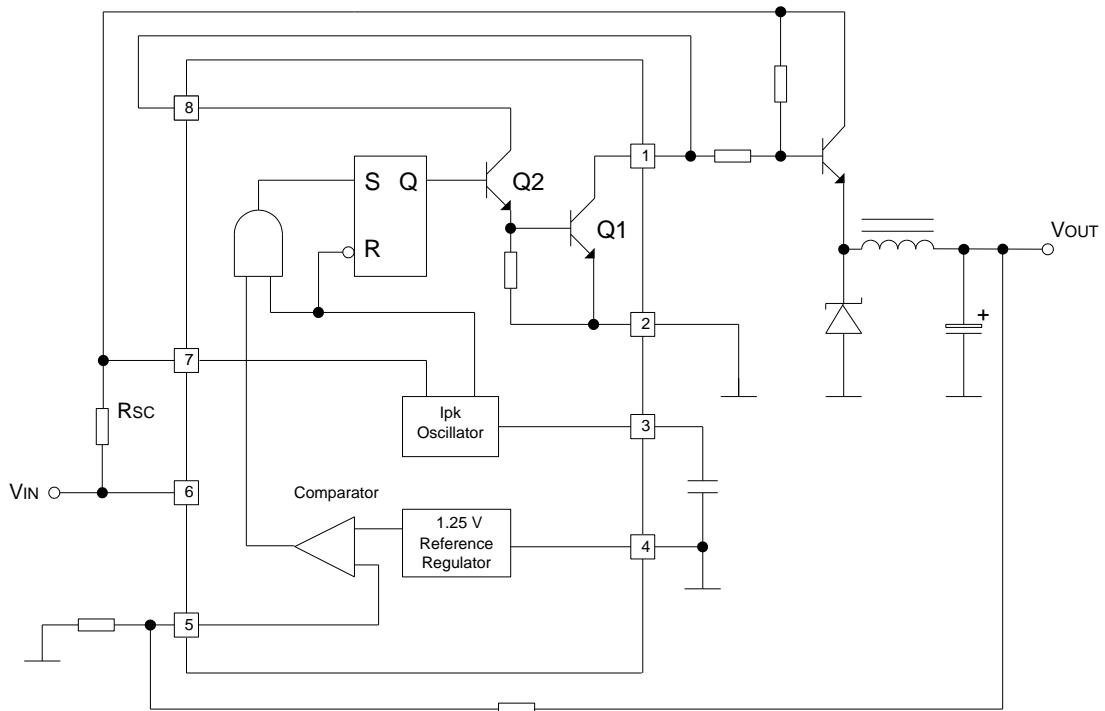 8
1
S Q
Q2
Q1
R
VOUT
2
+
7
RSC
Ipk
Oscillator
3
VIN
6
Comparator
1.25 V
Reference
Regulator
4
5